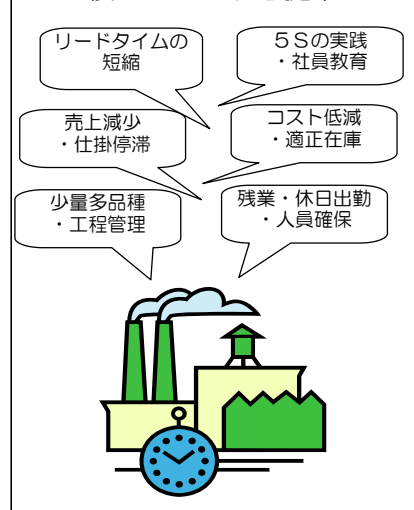 リードタイムの
短縮
５Sの実践
・社員教育
売上減少
・仕掛停滞
コスト低減
・適正在庫
少量多品種
・工程管理
残業・休日出勤
・人員確保